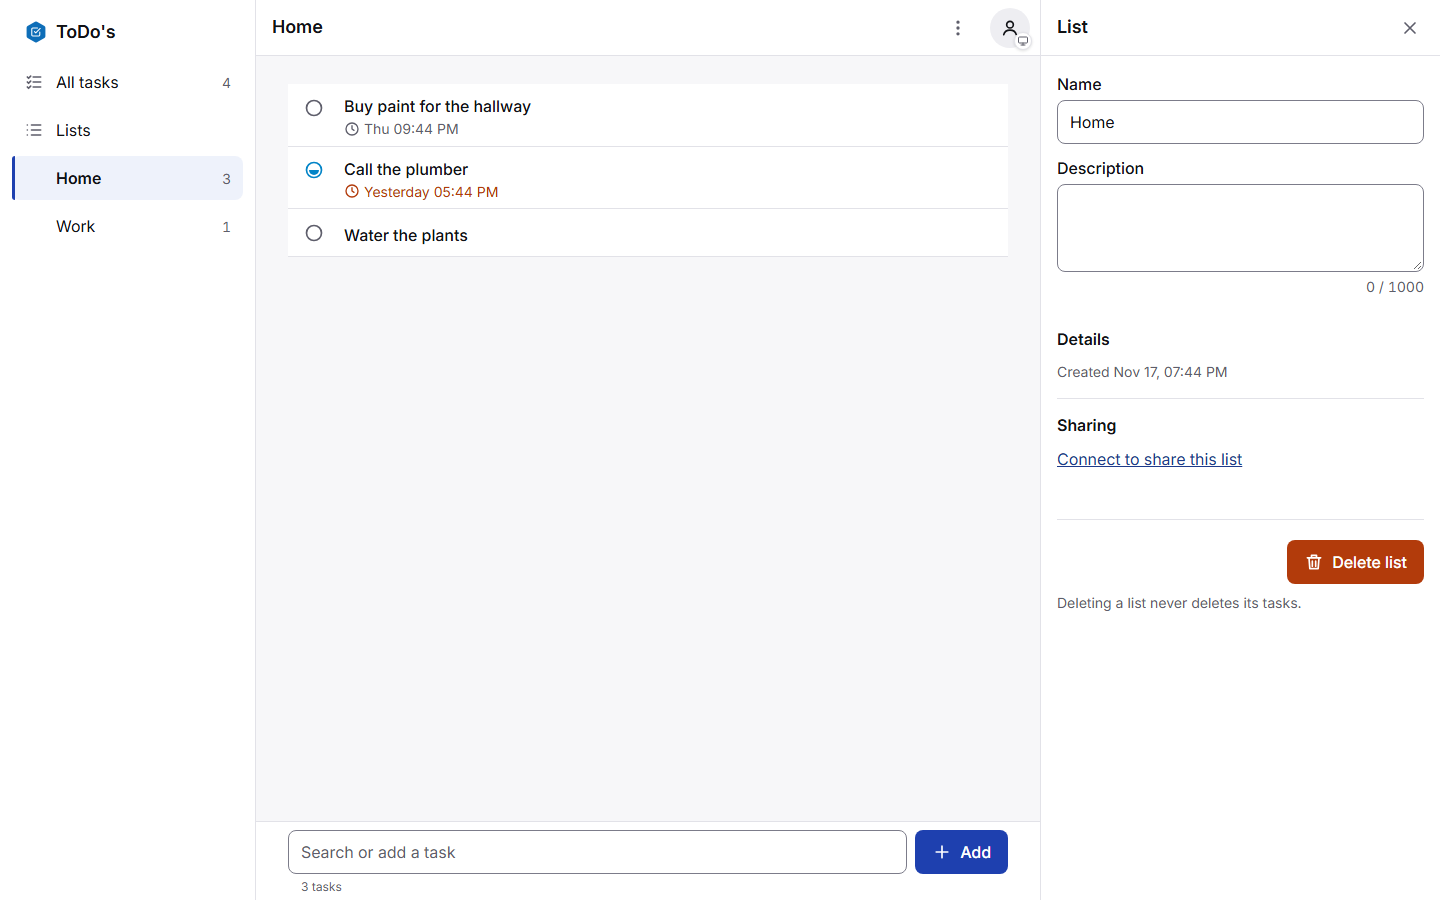 ToDo's
All tasks 4
Lists
Home 3
Work 1
Home
Buy paint for the hallway
Thu 09:44 PM
Call the plumber
Yesterday 05:44 PM
Water the plants
Search or add a task
Add
3 tasks
List
Name
Home
Description
0 / 1000
Details
Created Nov 17, 07:44 PM
Sharing
Connect to share this list
Delete list
Deleting a list never deletes its tasks.